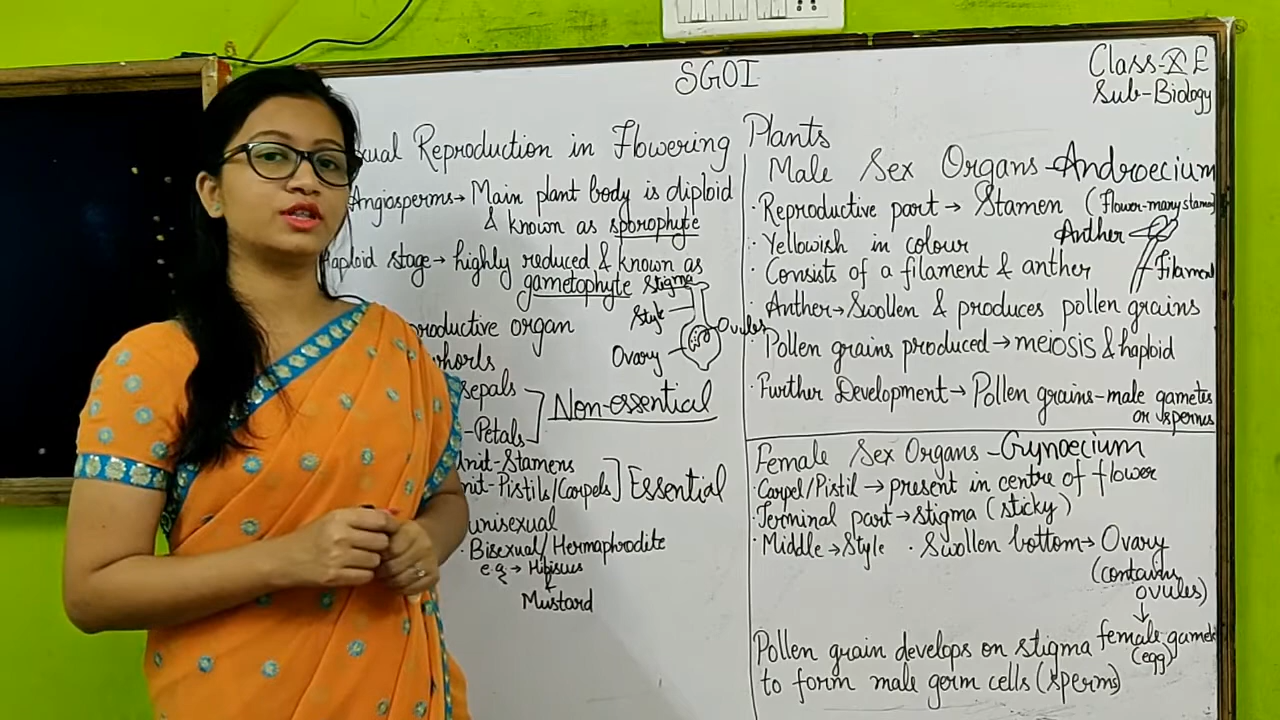 SGOI
Class-X E
Sub-Biology
xual Reproduction in Flowering Plants
Angiosperms→ Main plant body is diploid
& known as sporophyte
haploid stage→ highly reduced & known as
gametophyte
Stigma
Style
Ovules
Ovary
productive organ
whorls
sepals
-Petals
Non-essential
unit-Stamens
nit-Pistils/Carpels
Essential
unisexual
· Bisexual/Hermaphrodite
e.g → Hibiscus
&
Mustard
Male Sex Organs-Androecium
· Reproductive part → Stamen (Flower-many stamens)
· Yellowish in colour
Anther
· Consists of a filament & anther
Filament
· Anther→Swollen & produces pollen grains
· Pollen grains produced→meiosis & haploid
· Further Development→ Pollen grains-male gametes
or sperms
Female Sex Organs-Gynoecium
· Carpel/Pistil → present in centre of flower
· Terminal part→stigma (sticky)
· Middle→Style · Swollen bottom→ Ovary
(contains
ovules)
↓
female gamet
(egg)
Pollen grain develops on stigma
to form male germ cells (sperms)